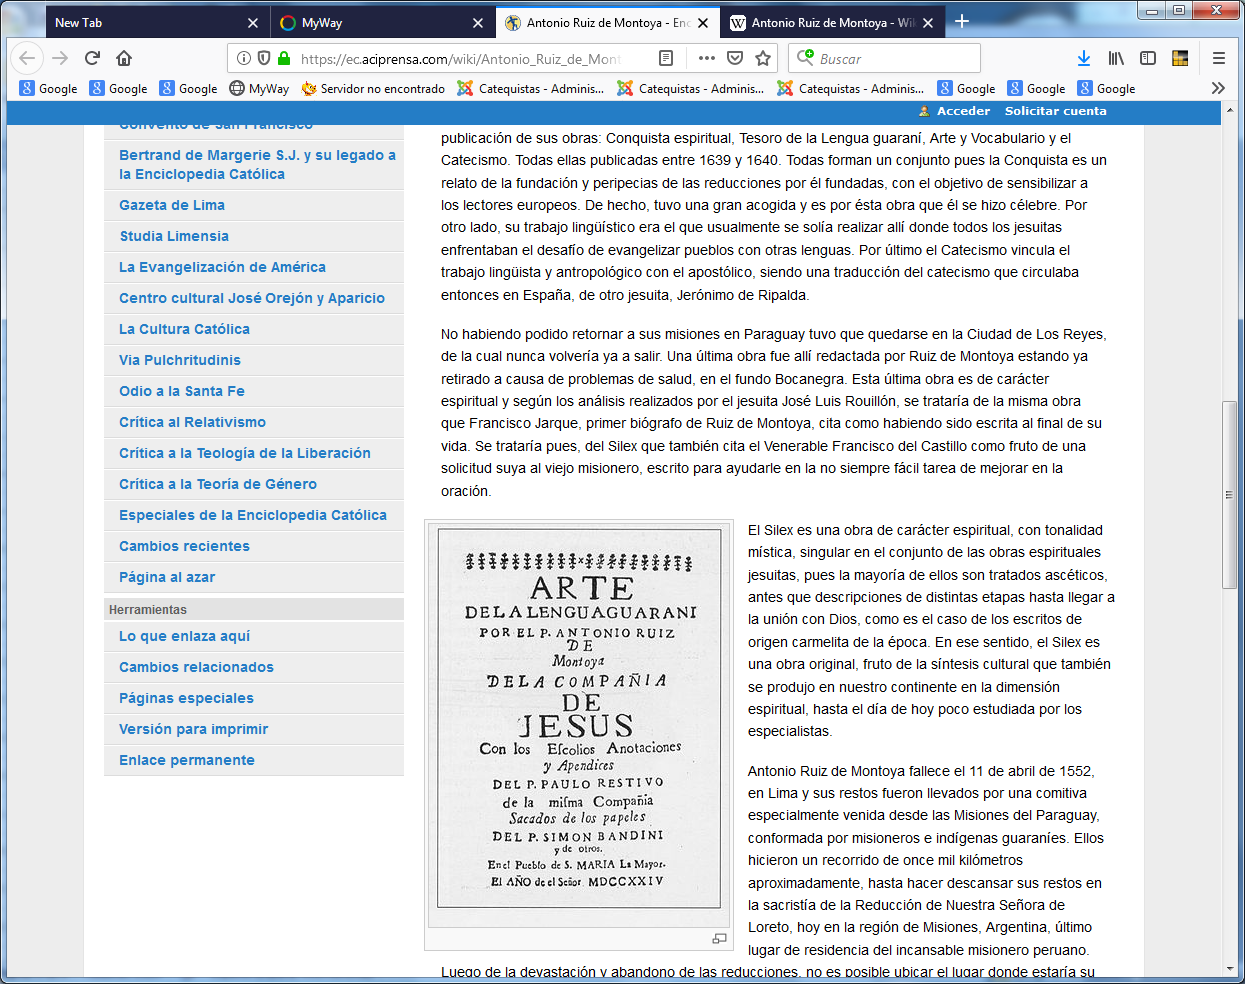 New Tab
MyWay
Antonio Ruiz de Montoya - En
Antonio Ruiz de Montoya - Wi
https://ec.aciprensa.com/wiki/Antonio_Ruiz_de_Mont
Buscar
Google
Google
Google
MyWay
Servidor no encontrado
Catequistas - Adminis...
Catequistas - Adminis...
Catequistas - Adminis...
Google
Google
Google
Acceder
Solicitar cuenta
Convento de San Francisco
Bertrand de Margerie S.J. y su legado a
la Enciclopedia Católica
Gazeta de Lima
Studia Limensia
La Evangelización de América
Centro cultural José Orejón y Aparicio
La Cultura Católica
Via Pulchritudinis
Odio a la Santa Fe
Crítica al Relativismo
Crítica a la Teología de la Liberación
Crítica a la Teoría de Género
Especiales de la Enciclopedia Católica
Cambios recientes
Página al azar
Herramientas
Lo que enlaza aquí
Cambios relacionados
Páginas especiales
Versión para imprimir
Enlace permanente
publicación de sus obras: Conquista espiritual, Tesoro de la Lengua guaraní, Arte y Vocabulario y el
Catecismo. Todas ellas publicadas entre 1639 y 1640. Todas forman un conjunto pues la Conquista es un
relato de la fundación y peripecias de las reducciones por él fundadas, con el objetivo de sensibilizar a
los lectores europeos. De hecho, tuvo una gran acogida y es por ésta obra que él se hizo célebre. Por
otro lado, su trabajo lingüístico era el que usualmente se solía realizar allí donde todos los jesuitas
enfrentaban el desafío de evangelizar pueblos con otras lenguas. Por último el Catecismo vincula el
trabajo lingüista y antropológico con el apostólico, siendo una traducción del catecismo que circulaba
entonces en España, de otro jesuita, Jerónimo de Ripalda.
No habiendo podido retornar a sus misiones en Paraguay tuvo que quedarse en la Ciudad de Los Reyes,
de la cual nunca volvería ya a salir. Una última obra fue allí redactada por Ruiz de Montoya estando ya
retirado a causa de problemas de salud, en el fundo Bocanegra. Esta última obra es de carácter
espiritual y según los análisis realizados por el jesuita José Luis Rouillón, se trataría de la misma obra
que Francisco Jarque, primer biógrafo de Ruiz de Montoya, cita como habiendo sido escrita al final de su
vida. Se trataría pues, del Silex que también cita el Venerable Francisco del Castillo como fruto de una
solicitud suya al viejo misionero, escrito para ayudarle en la no siempre fácil tarea de mejorar en la
oración.
ARTE
DE LA LENGUA GUARANI
POR EL P. ANTONIO RUIZ
DE
Montoya
DE LA COMPAÑIA
DE
JESUS
Con los Eſcolios Anotaciones
y Apendices
DEL P. PAULO RESTIVO
de la miſma Compañia
Sacados de los papeles
DEL P. SIMON BANDINI
y de otros.
En el Pueblo de S. MARIA La Mayor.
El AÑO de el Señor MDCCXXIV
El Silex es una obra de carácter espiritual, con tonalidad
mística, singular en el conjunto de las obras espirituales
jesuitas, pues la mayoría de ellos son tratados ascéticos,
antes que descripciones de distintas etapas hasta llegar a
la unión con Dios, como es el caso de los escritos de
origen carmelita de la época. En ese sentido, el Silex es
una obra original, fruto de la síntesis cultural que también
se produjo en nuestro continente en la dimensión
espiritual, hasta el día de hoy poco estudiada por los
especialistas.
Antonio Ruiz de Montoya fallece el 11 de abril de 1552,
en Lima y sus restos fueron llevados por una comitiva
especialmente venida desde las Misiones del Paraguay,
conformada por misioneros e indígenas guaraníes. Ellos
hicieron un recorrido de once mil kilómetros
aproximadamente, hasta hacer descansar sus restos en
la sacristía de la Reducción de Nuestra Señora de
Loreto, hoy en la región de Misiones, Argentina, último
lugar de residencia del incansable misionero peruano.
Luego de la devastación y abandono de las reducciones, no es posible ubicar el lugar donde estaría su